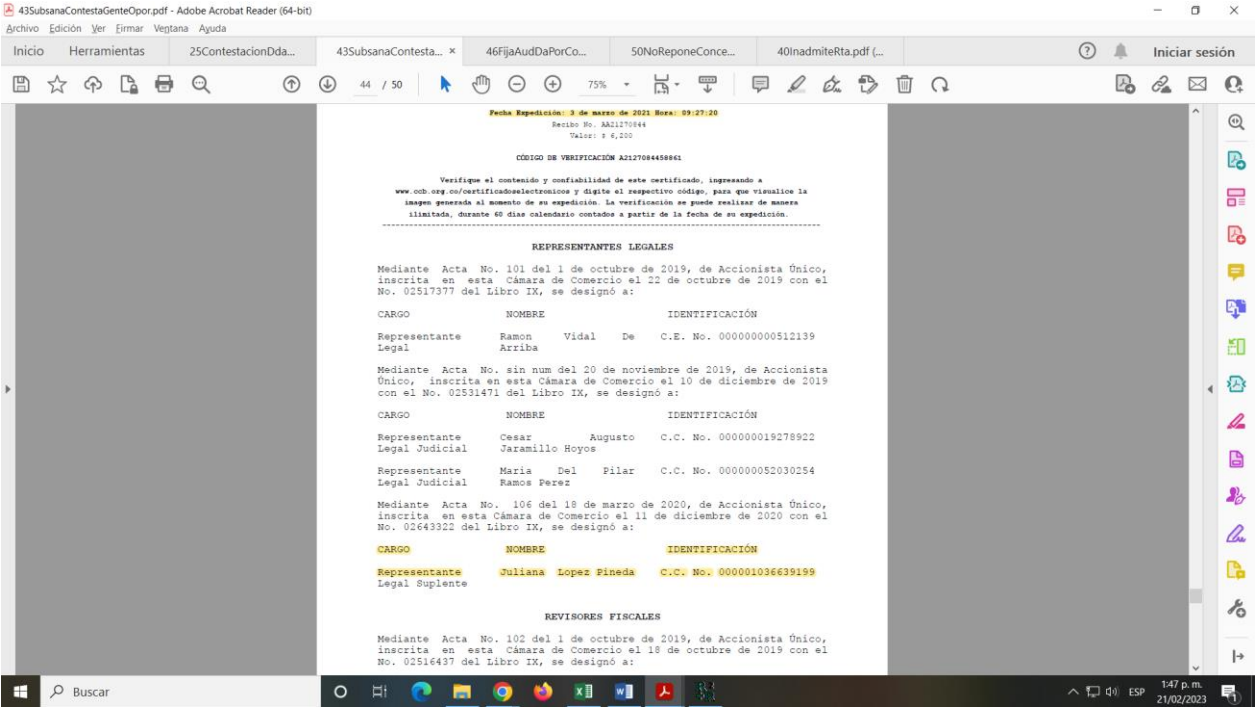 43SubsanaContestaGenteOpor.pdf - Adobe Acrobat Reader (64-bit)
Archivo Edición Ver Firmar Ventana Ayuda
Inicio Herramientas 25ContestacionDda... 43SubsanaContesta... × 46FijaAudDaPorCo... 50NoReponeConce... 40InadmiteRta.pdf (... Iniciar sesión
44 / 50 75%
Fecha Expedición: 3 de marzo de 2021 Hora: 09:27:20
Recibo No. AA21270844
Valor: $ 6,200
CÓDIGO DE VERIFICACIÓN A2127084458861
Verifique el contenido y confiabilidad de este certificado, ingresando a
www.ccb.org.co/certificadoselectronicos y digite el respectivo código, para que visualice la
imagen generada al momento de su expedición. La verificación se puede realizar de manera
ilimitada, durante 60 días calendario contados a partir de la fecha de su expedición.
REPRESENTANTES LEGALES
Mediante Acta No. 101 del 1 de octubre de 2019, de Accionista Único,
inscrita en esta Cámara de Comercio el 22 de octubre de 2019 con el
No. 02517377 del Libro IX, se designó a:
CARGO NOMBRE IDENTIFICACIÓN
Representante Ramon Vidal De C.E. No. 000000000512139
Legal Arriba
Mediante Acta No. sin num del 20 de noviembre de 2019, de Accionista
Único, inscrita en esta Cámara de Comercio el 10 de diciembre de 2019
con el No. 02531471 del Libro IX, se designó a:
CARGO NOMBRE IDENTIFICACIÓN
Representante Cesar Augusto C.C. No. 000000019278922
Legal Judicial Jaramillo Hoyos
Representante Maria Del Pilar C.C. No. 000000052030254
Legal Judicial Ramos Perez
Mediante Acta No. 106 del 18 de marzo de 2020, de Accionista Único,
inscrita en esta Cámara de Comercio el 11 de diciembre de 2020 con el
No. 02643322 del Libro IX, se designó a:
CARGO NOMBRE IDENTIFICACIÓN
Representante Juliana Lopez Pineda C.C. No. 000001036639199
Legal Suplente
REVISORES FISCALES
Mediante Acta No. 102 del 1 de octubre de 2019, de Accionista Único,
inscrita en esta Cámara de Comercio el 18 de octubre de 2019 con el
No. 02516437 del Libro IX, se designó a:
Buscar ESP 1:47 p. m.
21/02/2023